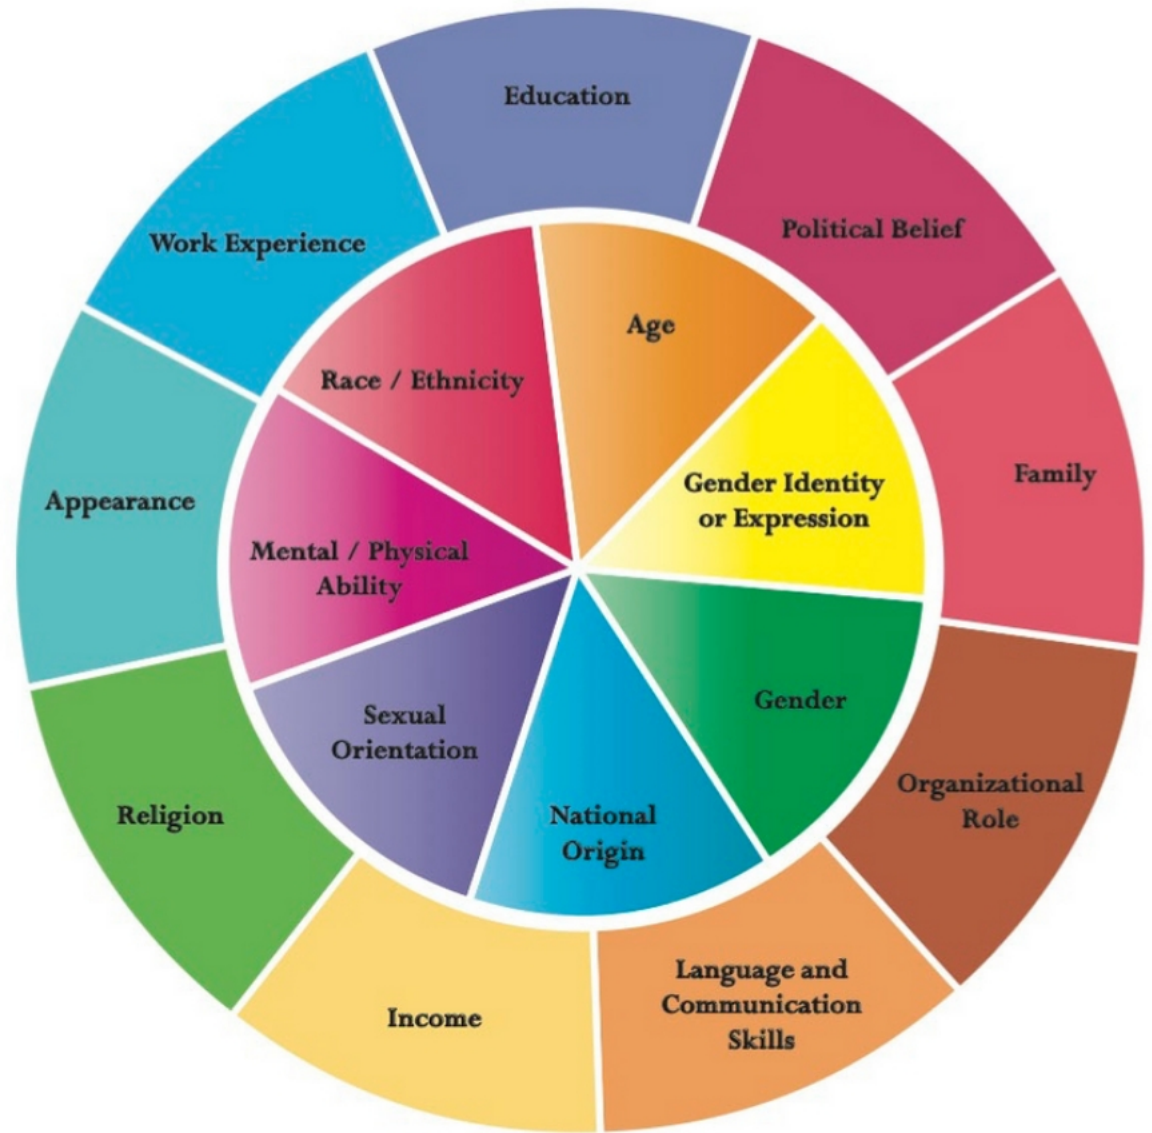 Education
Political Belief
Family
Organizational
Role
Language and
Communication
Skills
Income
Religion
Appearance
Work Experience
Age
Gender Identity
or Expression
Gender
National
Origin
Sexual
Orientation
Mental / Physical
Ability
Race / Ethnicity